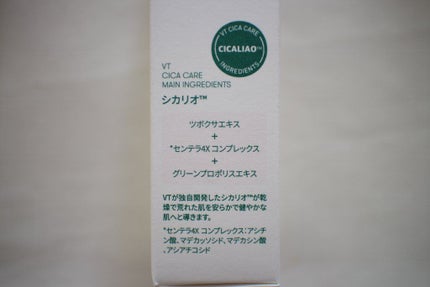 VT CICA CARE
CICALIAO™
INGREDIENTS
VT
CICA CARE
MAIN INGREDIENTS
シカリオ™
ツボクサエキス
+
*センテラ4X コンプレックス
+
グリーンプロポリスエキス
VTが独自開発したシカリオ™が乾
燥で荒れた肌を安らかで健やかな
肌へと導きます。
*センテラ4X コンプレックス:アシチ
ン酸、マデカッソシド、マデカシン酸
、アシアチコシド